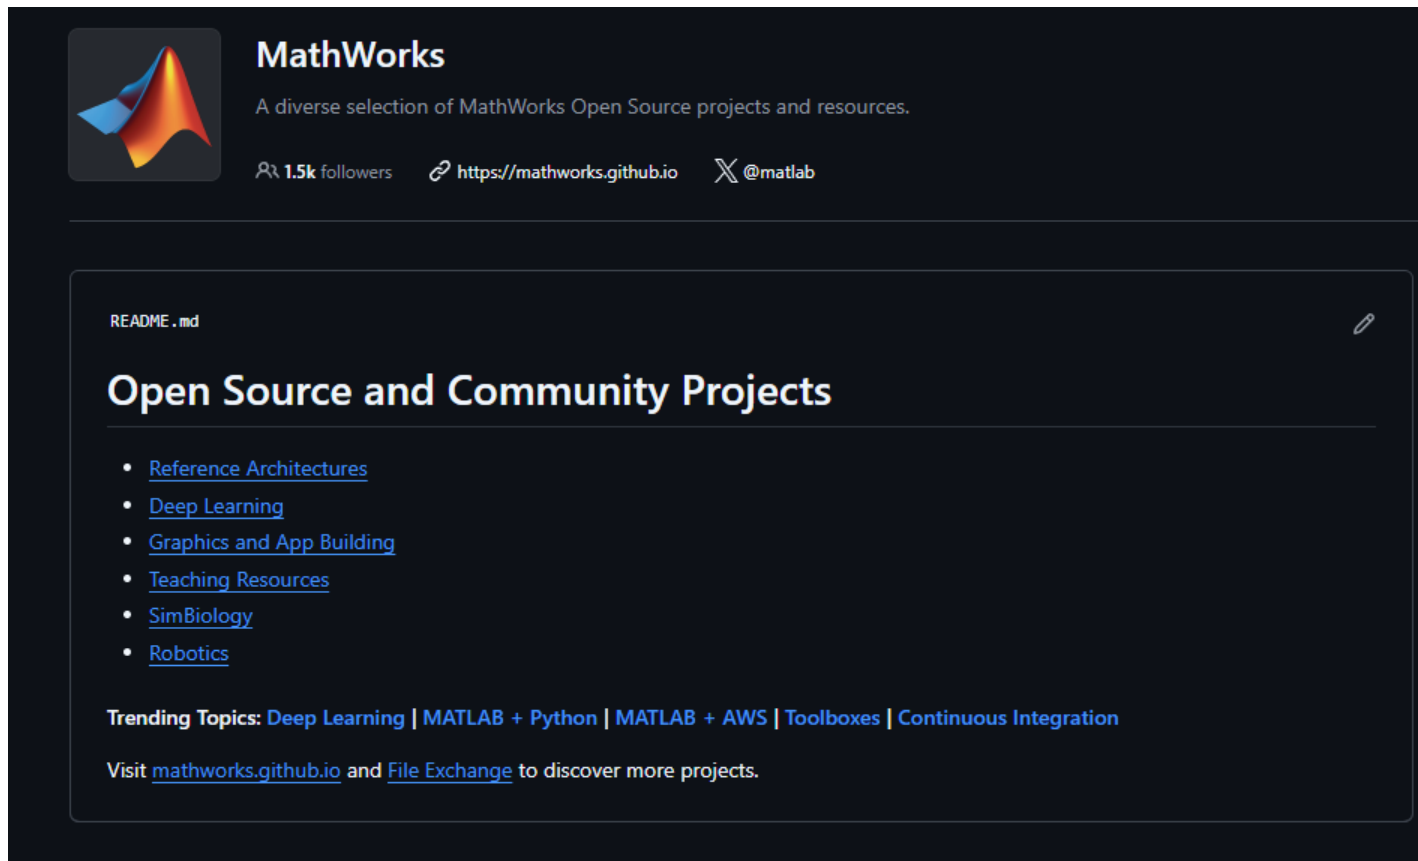 MathWorks
A diverse selection of MathWorks Open Source projects and resources.
1.5k followers https://mathworks.github.io @matlab
README.md
Open Source and Community Projects
• Reference Architectures
• Deep Learning
• Graphics and App Building
• Teaching Resources
• SimBiology
• Robotics
Trending Topics: Deep Learning | MATLAB + Python | MATLAB + AWS | Toolboxes | Continuous Integration
Visit mathworks.github.io and File Exchange to discover more projects.